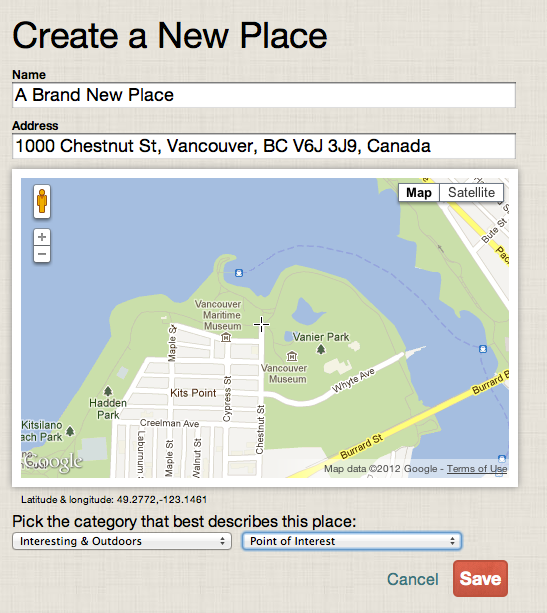 Create a New Place
Name
A Brand New Place
Address
1000 Chestnut St, Vancouver, BC V6J 3J9, Canada
Map
Satellite
+
−
Bute St
Pac
Vancouver
Maritime
Museum
Maple St
Vanier Park
Vancouver
Museum
Whyte Ave
Kits Point
Cypress St
Hadden
Park
Chestnut St
Creelman Ave
Burrard B
Burrard St
Kitsilano
ach Park
Laburnum S
Maple St
Walnut St
Google
Map data ©2012 Google - Terms of Use
Latitude & longitude: 49.2772,-123.1461
Pick the category that best describes this place:
Interesting & Outdoors
Point of Interest
Cancel
Save